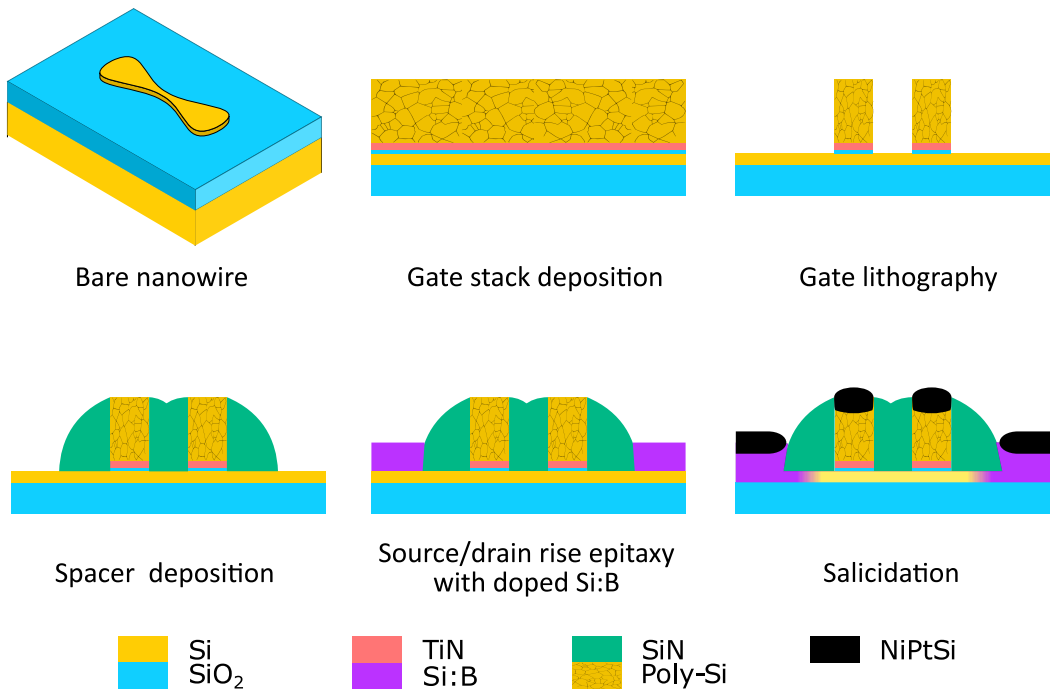 Bare nanowire
Gate stack deposition
Gate lithography
Spacer deposition
Source/drain rise epitaxy
with doped Si:B
Salicidation
Si
SiO₂
TiN
Si:B
SiN
Poly-Si
NiPtSi